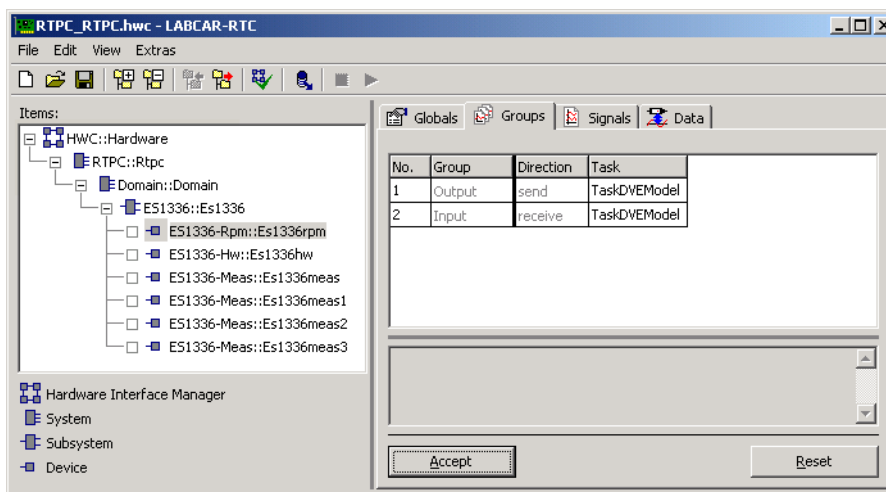 RTPC_RTPC.hwc - LABCAR-RTC
File Edit View Extras
Items:
HWC::Hardware
RTPC::Rtpc
Domain::Domain
ES1336::Es1336
ES1336-Rpm::Es1336rpm
ES1336-Hw::Es1336hw
ES1336-Meas::Es1336meas
ES1336-Meas::Es1336meas1
ES1336-Meas::Es1336meas2
ES1336-Meas::Es1336meas3
Hardware Interface Manager
System
Subsystem
Device
Globals Groups Signals Data
No. Group Direction Task
1 Output send TaskDVEModel
2 Input receive TaskDVEModel
Accept Reset